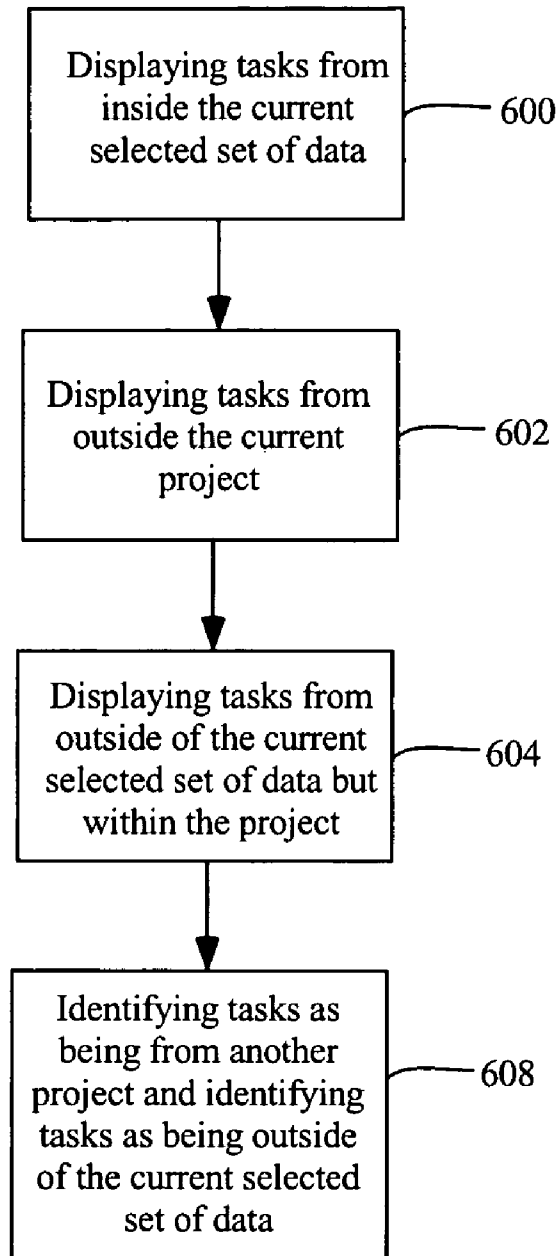 Displaying tasks from
inside the current
selected set of data
600
Displaying tasks from
outside the current
project
602
Displaying tasks from
outside of the current
selected set of data but
within the project
604
Identifying tasks as
being from another
project and identifying
tasks as being outside
of the current selected
set of data
608